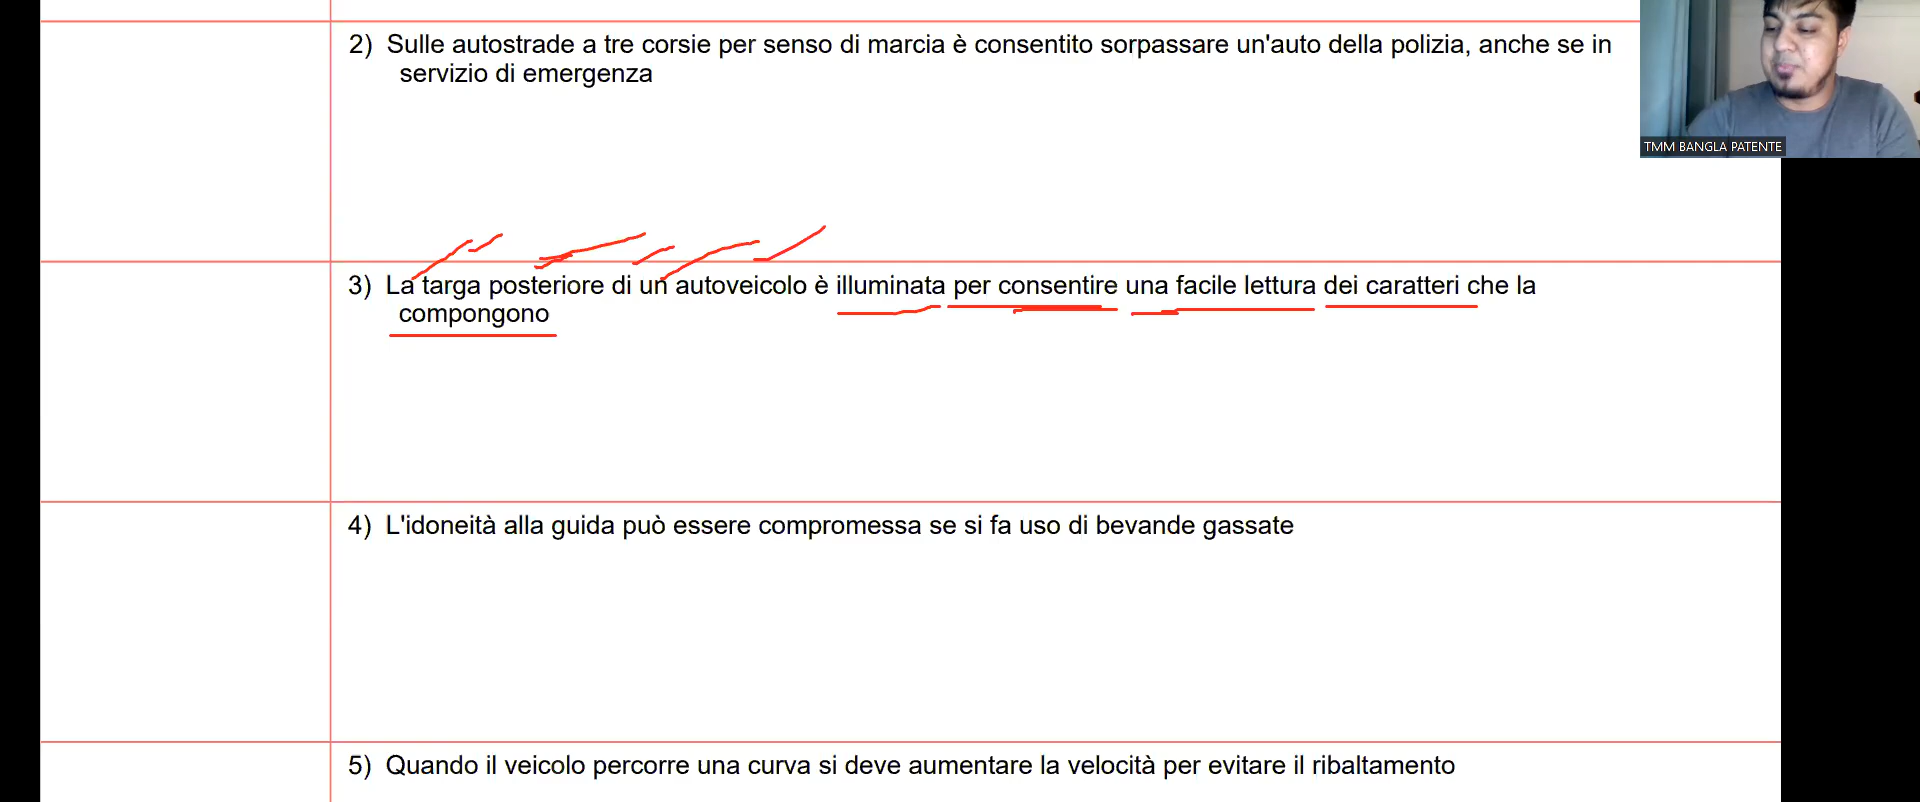 2) Sulle autostrade a tre corsie per senso di marcia è consentito sorpassare un'auto della polizia, anche se in
servizio di emergenza
TMM BANGLA PATENTE
3) La targa posteriore di un autoveicolo è illuminata per consentire una facile lettura dei caratteri che la
compongono
4) L'idoneità alla guida può essere compromessa se si fa uso di bevande gassate
5) Quando il veicolo percorre una curva si deve aumentare la velocità per evitare il ribaltamento